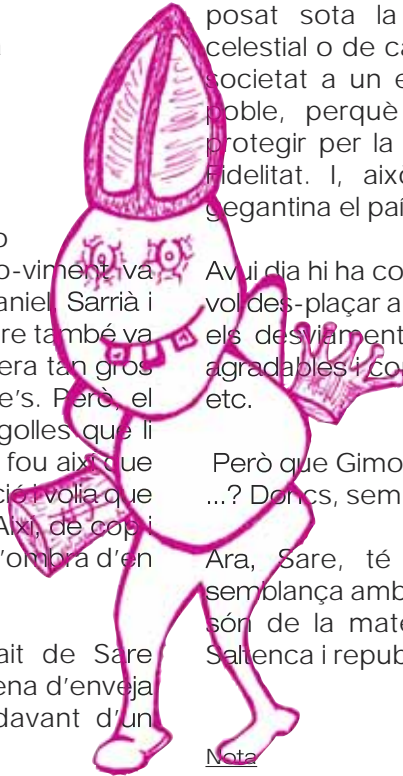 o
o-viment va
aniel Sarrià i
re també va
era tan gros
e's. Però, el
golles que li
fou així que
ció i volia que
Així, de cop i
'ombra d'en
ait de Sare
ena d'enveja
davant d'un
posat sota la
celestial o de ca
societat a un e
poble, perquè
protegir per la
Fidelitat. I, això
gegantina el paí
Avui dia hi ha co
vol des-plaçar a
els desviament
agradables i co
etc.
Però que Gimo
...? Doncs, sem
Ara, Sare, té
semblança amb
són de la mate
Saltenca i repub
Nota